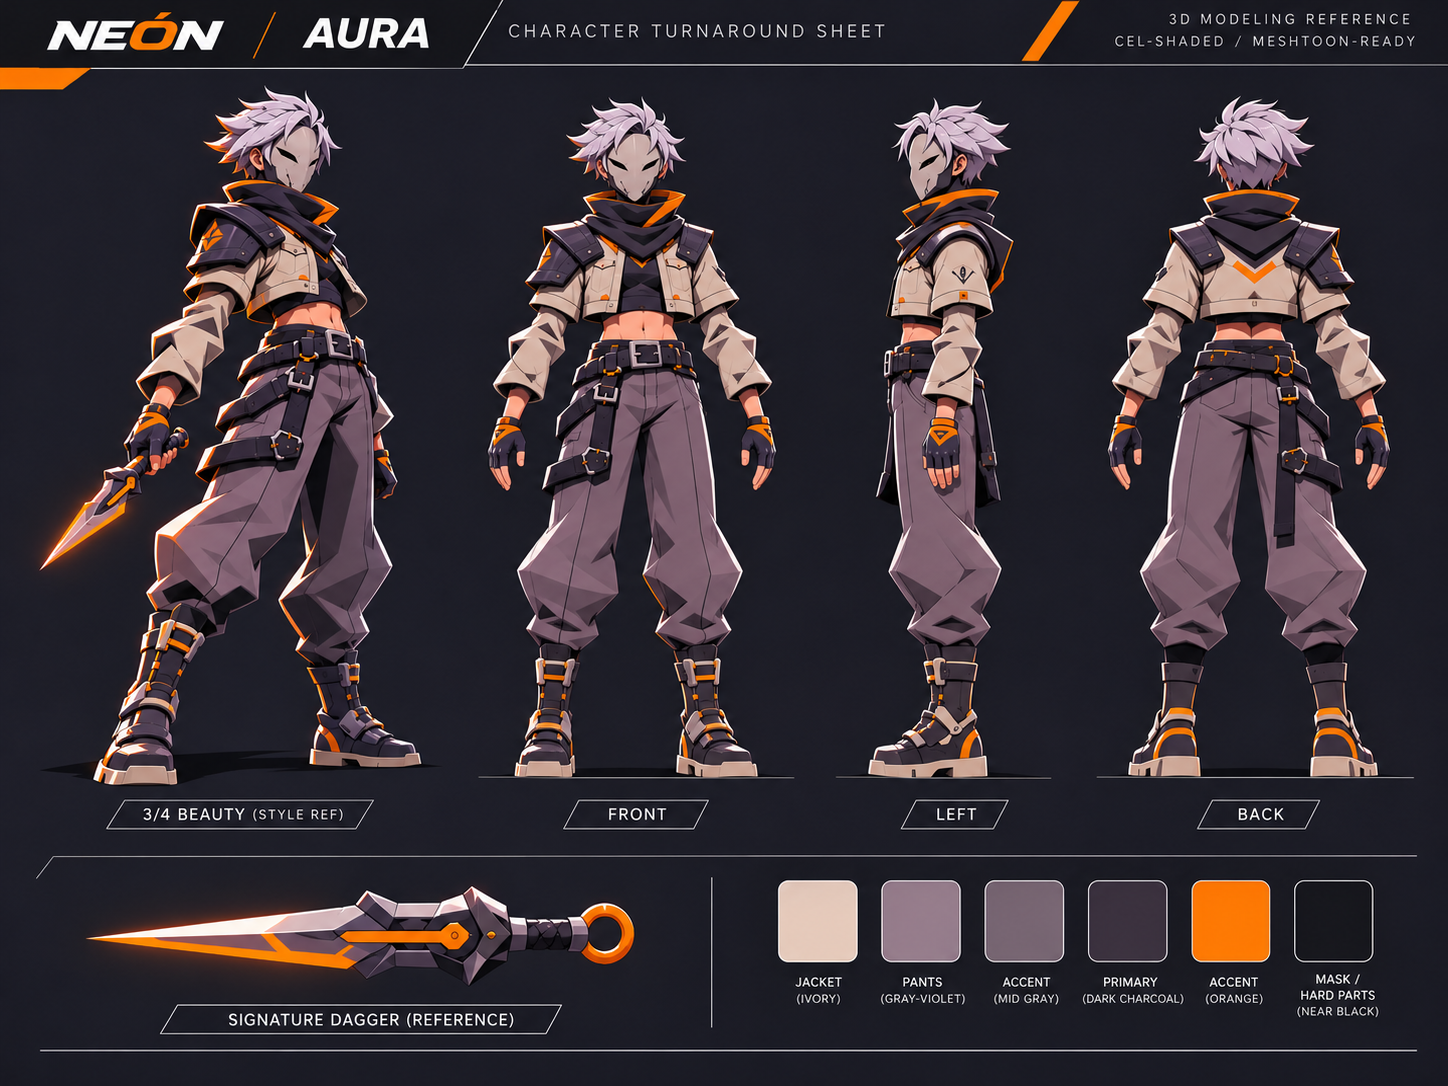 NEÓN / AURA
CHARACTER TURNAROUND SHEET
3D MODELING REFERENCE
CEL-SHADED / MESHTOON-READY
3/4 BEAUTY (STYLE REF)
FRONT
LEFT
BACK
SIGNATURE DAGGER (REFERENCE)
JACKET
(IVORY)
PANTS
(GRAY-VIOLET)
ACCENT
(MID GRAY)
PRIMARY
(DARK CHARCOAL)
ACCENT
(ORANGE)
MASK /
HARD PARTS
(NEAR BLACK)